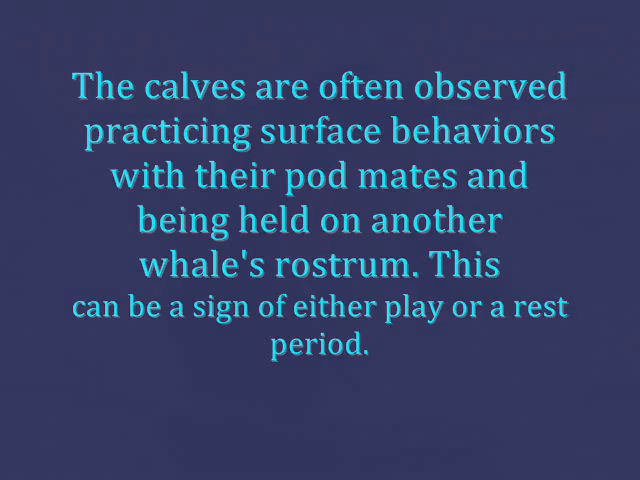 The calves are often observed
practicing surface behaviors
with their pod mates and
being held on another
whale's rostrum. This
can be a sign of either play or a rest
period.